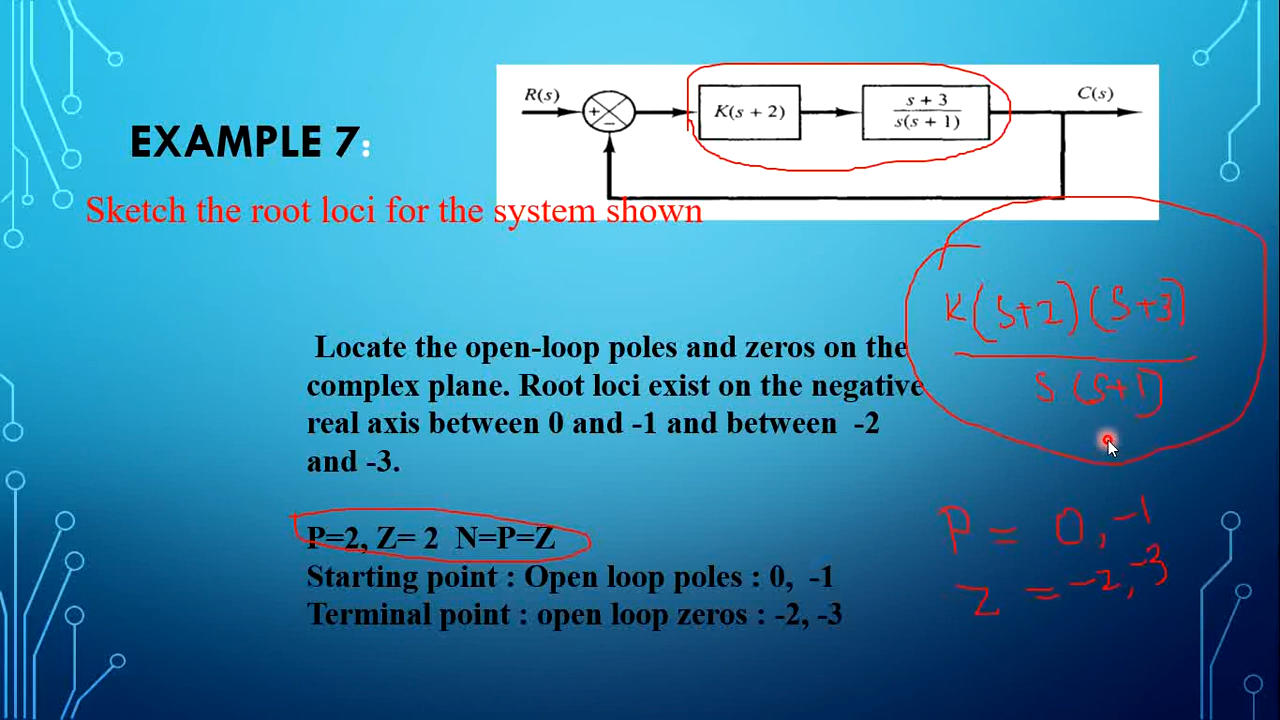 EXAMPLE 7:
Sketch the root loci for the system shown
R(s)
+
−
K(s + 2)
s + 3
s(s + 1)
C(s)
K(S+2)(S+3)
S(S+1)
Locate the open-loop poles and zeros on the
complex plane. Root loci exist on the negative
real axis between 0 and -1 and between -2
and -3.
P=2, Z= 2 N=P=Z
Starting point : Open loop poles : 0, -1
Terminal point : open loop zeros : -2, -3
P = 0, -1
Z = -2, -3